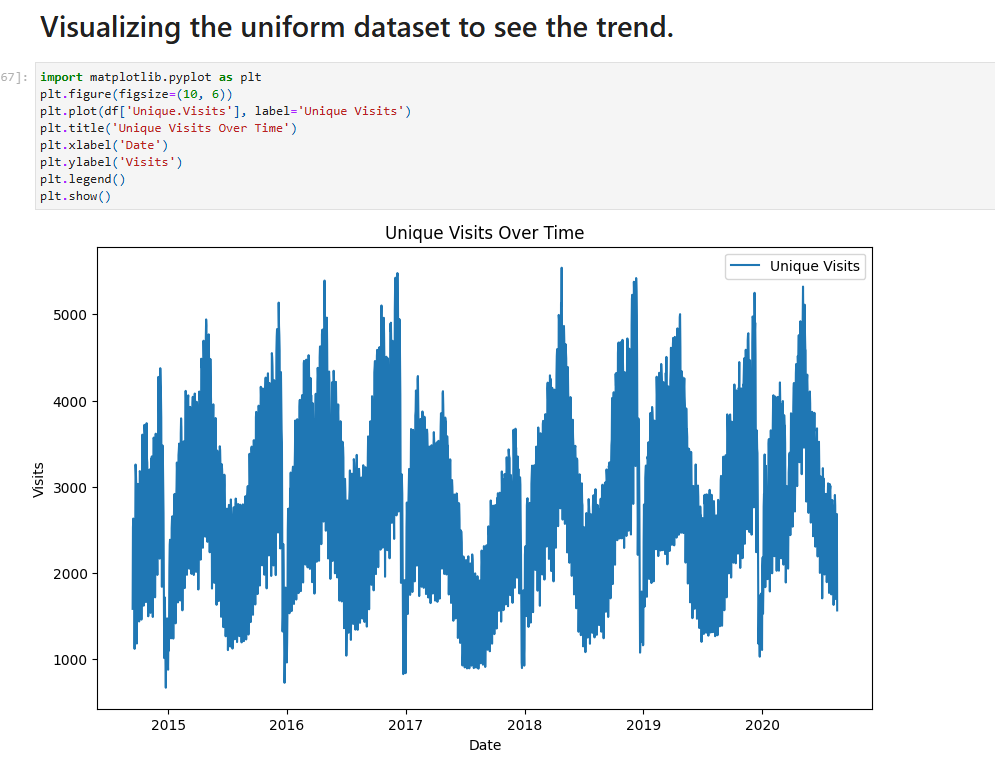 Visualizing the uniform dataset to see the trend.
67]:
import matplotlib.pyplot as plt
plt.figure(figsize=(10, 6))
plt.plot(df['Unique.Visits'], label='Unique Visits')
plt.title('Unique Visits Over Time')
plt.xlabel('Date')
plt.ylabel('Visits')
plt.legend()
plt.show()
Unique Visits Over Time
Unique Visits
5000
4000
3000
2000
1000
Visits
2015 2016 2017 2018 2019 2020
Date